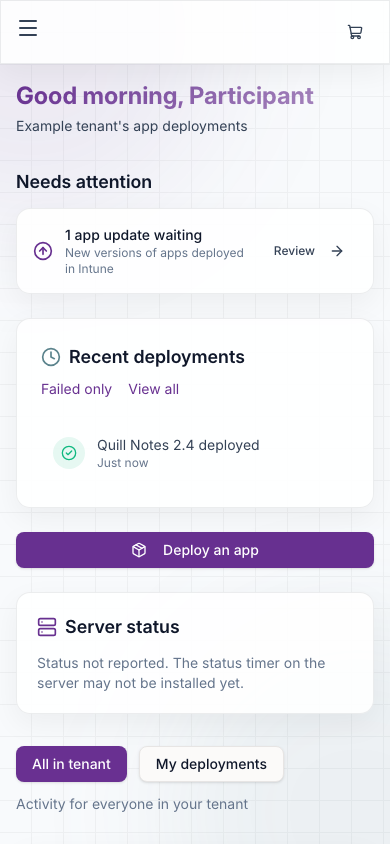 Good morning, Participant
Example tenant's app deployments
Needs attention
1 app update waiting
New versions of apps deployed
in Intune
Review
Recent deployments
Failed only View all
Quill Notes 2.4 deployed
Just now
Deploy an app
Server status
Status not reported. The status timer on the
server may not be installed yet.
All in tenant My deployments
Activity for everyone in your tenant